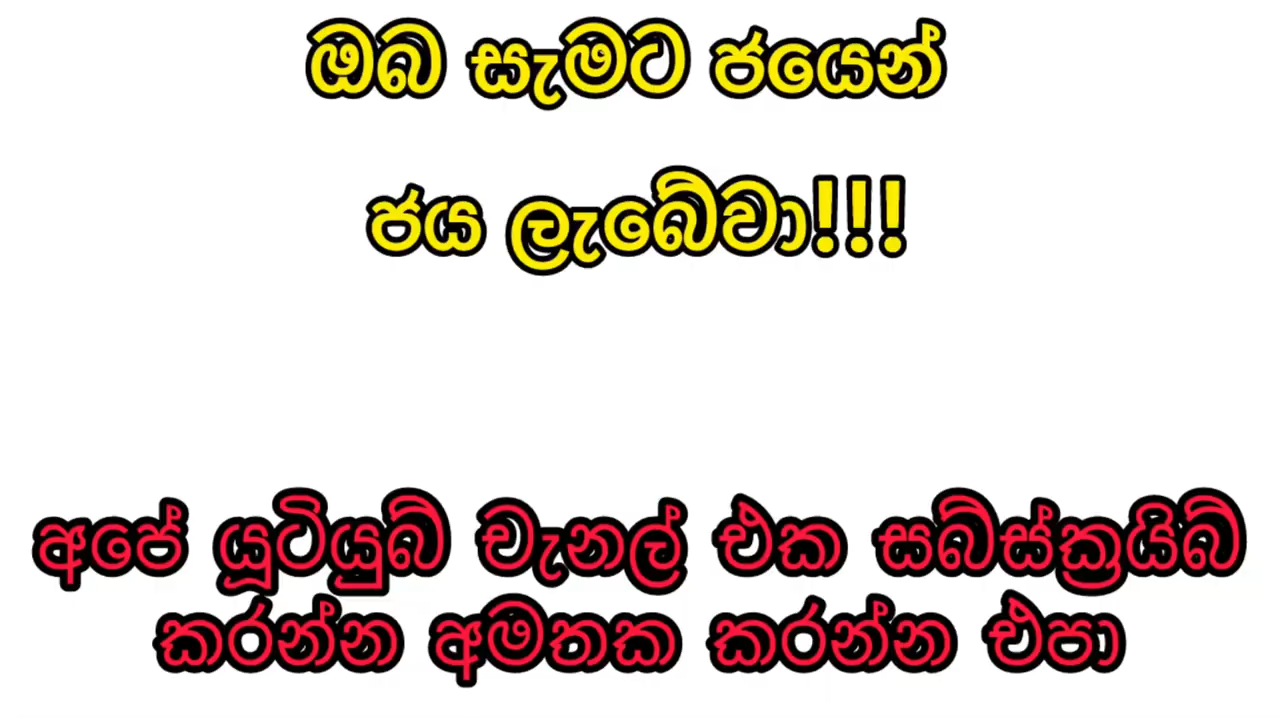 ඔබ සැමට ජයෙන්
ජය ලැබේවා!!!
අපේ යූටියුබ් චැනල් එක සබ්ස්ක්‍රයිබ්
කරන්න අමතක කරන්න එපා